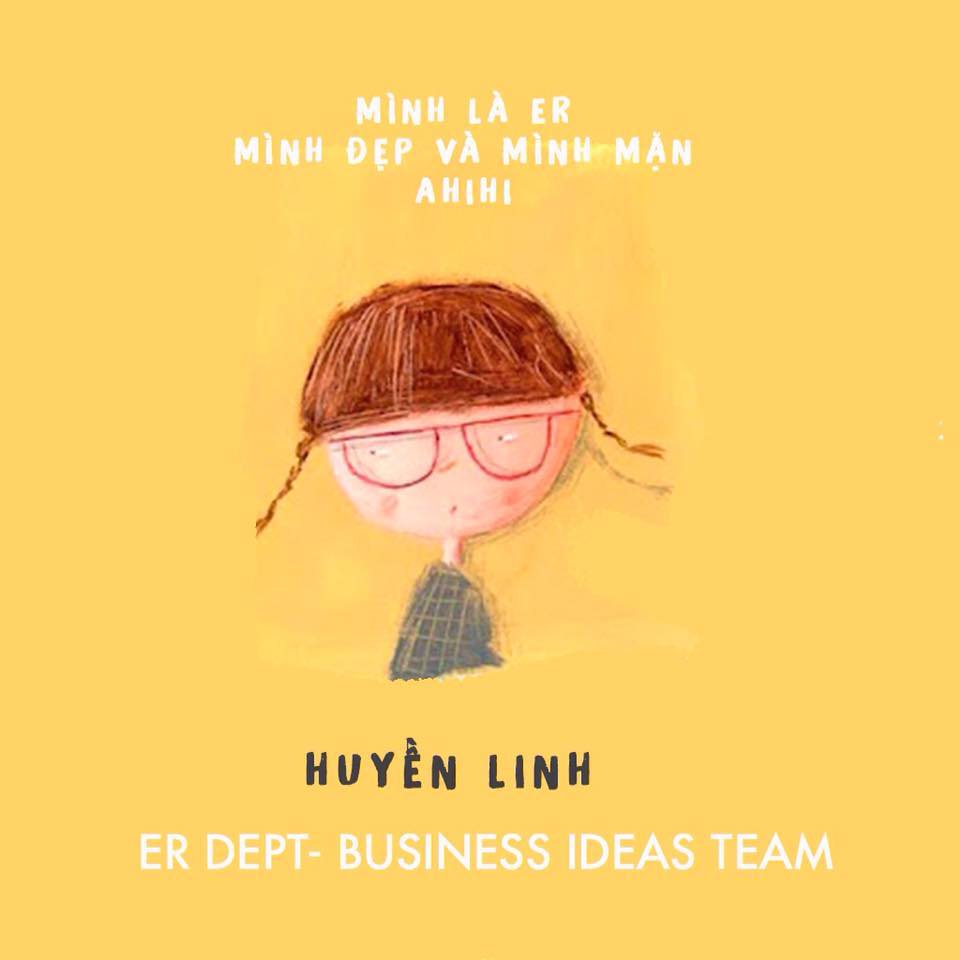 MÌNH LÀ ER
MÌNH ĐẸP VÀ MÌNH MẶN
AHIHI
HUYỀN LINH
ER DEPT- BUSINESS IDEAS TEAM